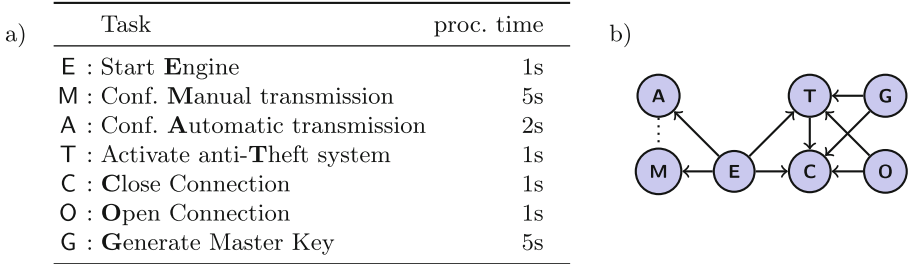 a)
Task proc. time
E : Start Engine 1s
M : Conf. Manual transmission 5s
A : Conf. Automatic transmission 2s
T : Activate anti-Theft system 1s
C : Close Connection 1s
O : Open Connection 1s
G : Generate Master Key 5s
b)
A T G
M E C O